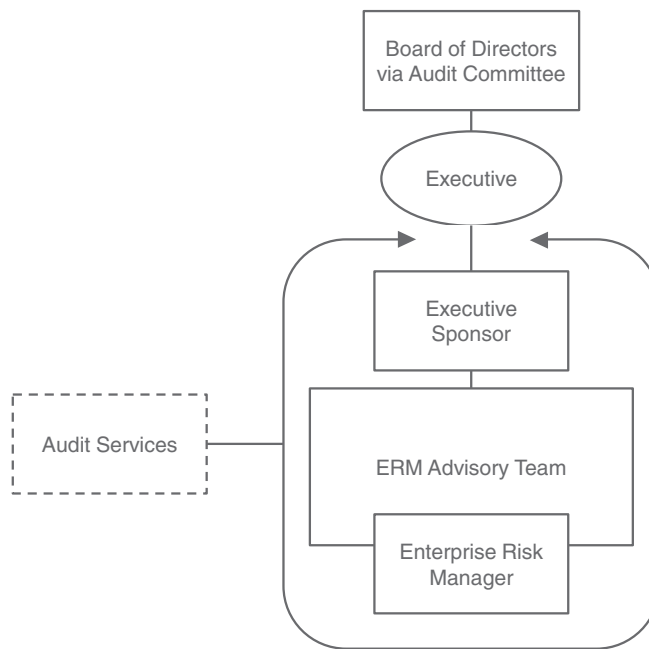 Board of Directors
via Audit Committee
Executive
Executive
Sponsor
Audit Services
ERM Advisory Team
Enterprise Risk
Manager